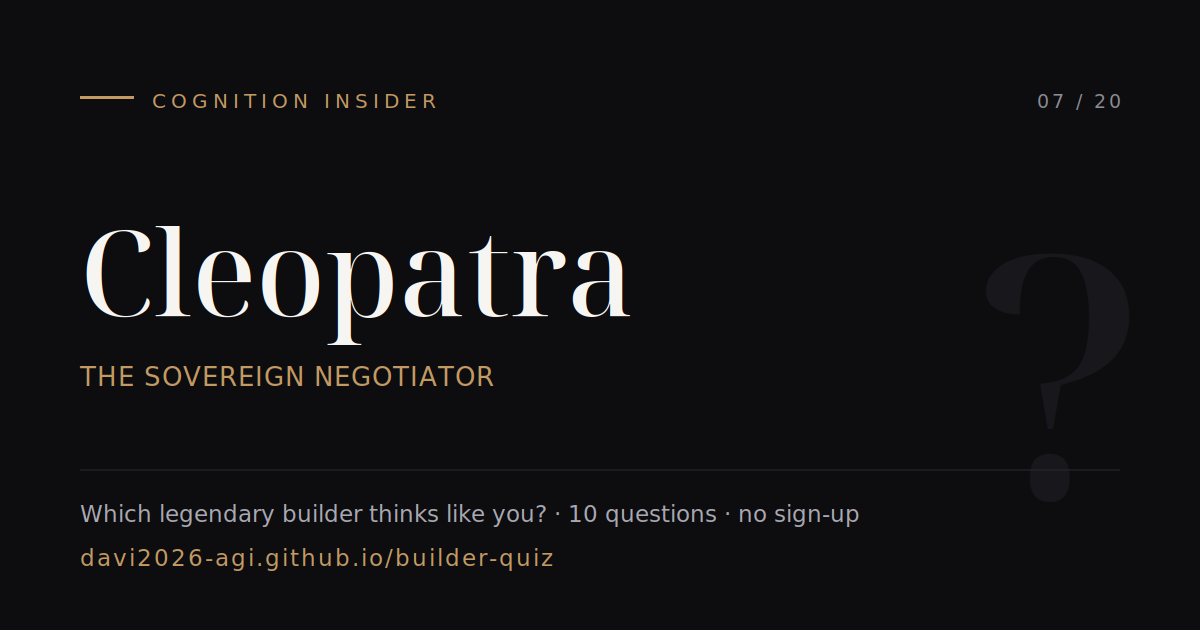 COGNITION INSIDER
07 / 20
Cleopatra
THE SOVEREIGN NEGOTIATOR
?
Which legendary builder thinks like you? · 10 questions · no sign-up
davi2026-agi.github.io/builder-quiz